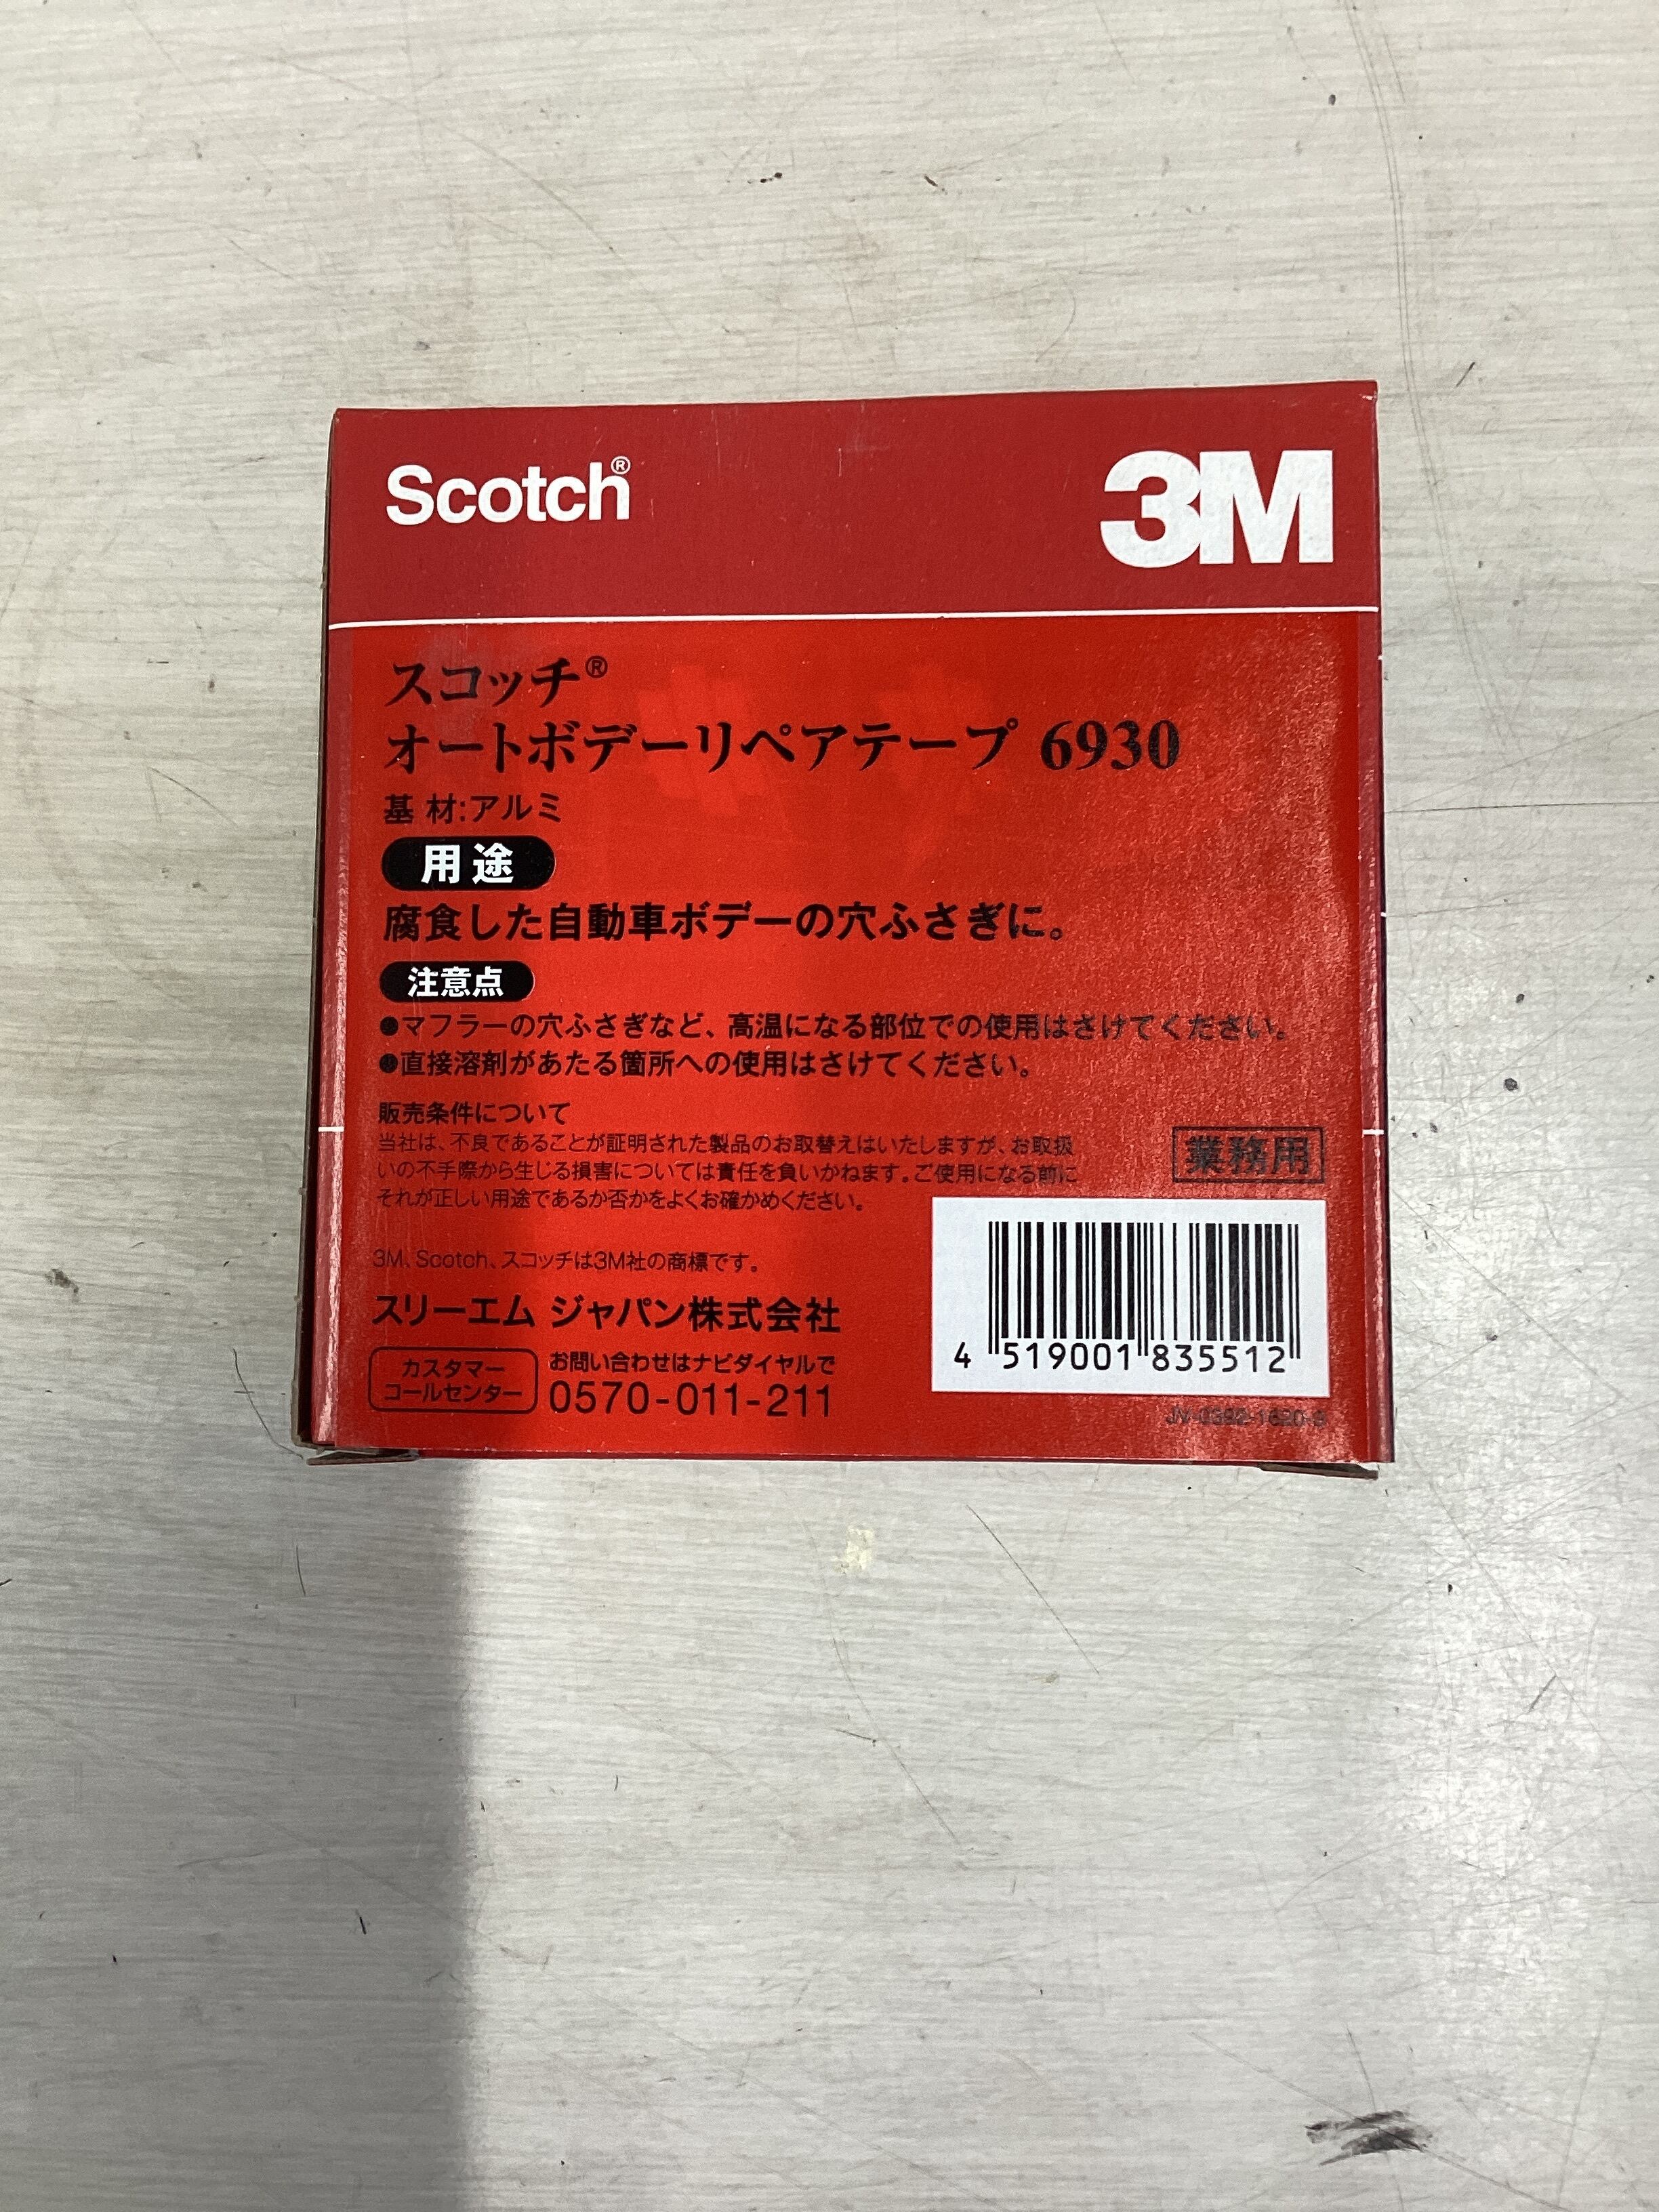 Scotch®
3M
スコッチ®
オートボデーリペアテープ 6930
基 材:アルミ
用途
腐食した自動車ボデーの穴ふさぎに。
注意点
●マフラーの穴ふさぎなど、高温になる部位での使用はさけてください。
●直接溶剤があたる箇所への使用はさけてください。
販売条件について
当社は、不良であることが証明された製品のお取替えはいたしますが、お取扱
いの不手際から生じる損害については責任を負いかねます。ご使用になる前に
それが正しい用途であるか否かをよくお確かめください。
業務用
3M、Scotch、スコッチは3M社の商標です。
スリーエム ジャパン株式会社
カスタマー
コールセンター
お問い合わせはナビダイヤルで
0570-011-211
4 519001 835512